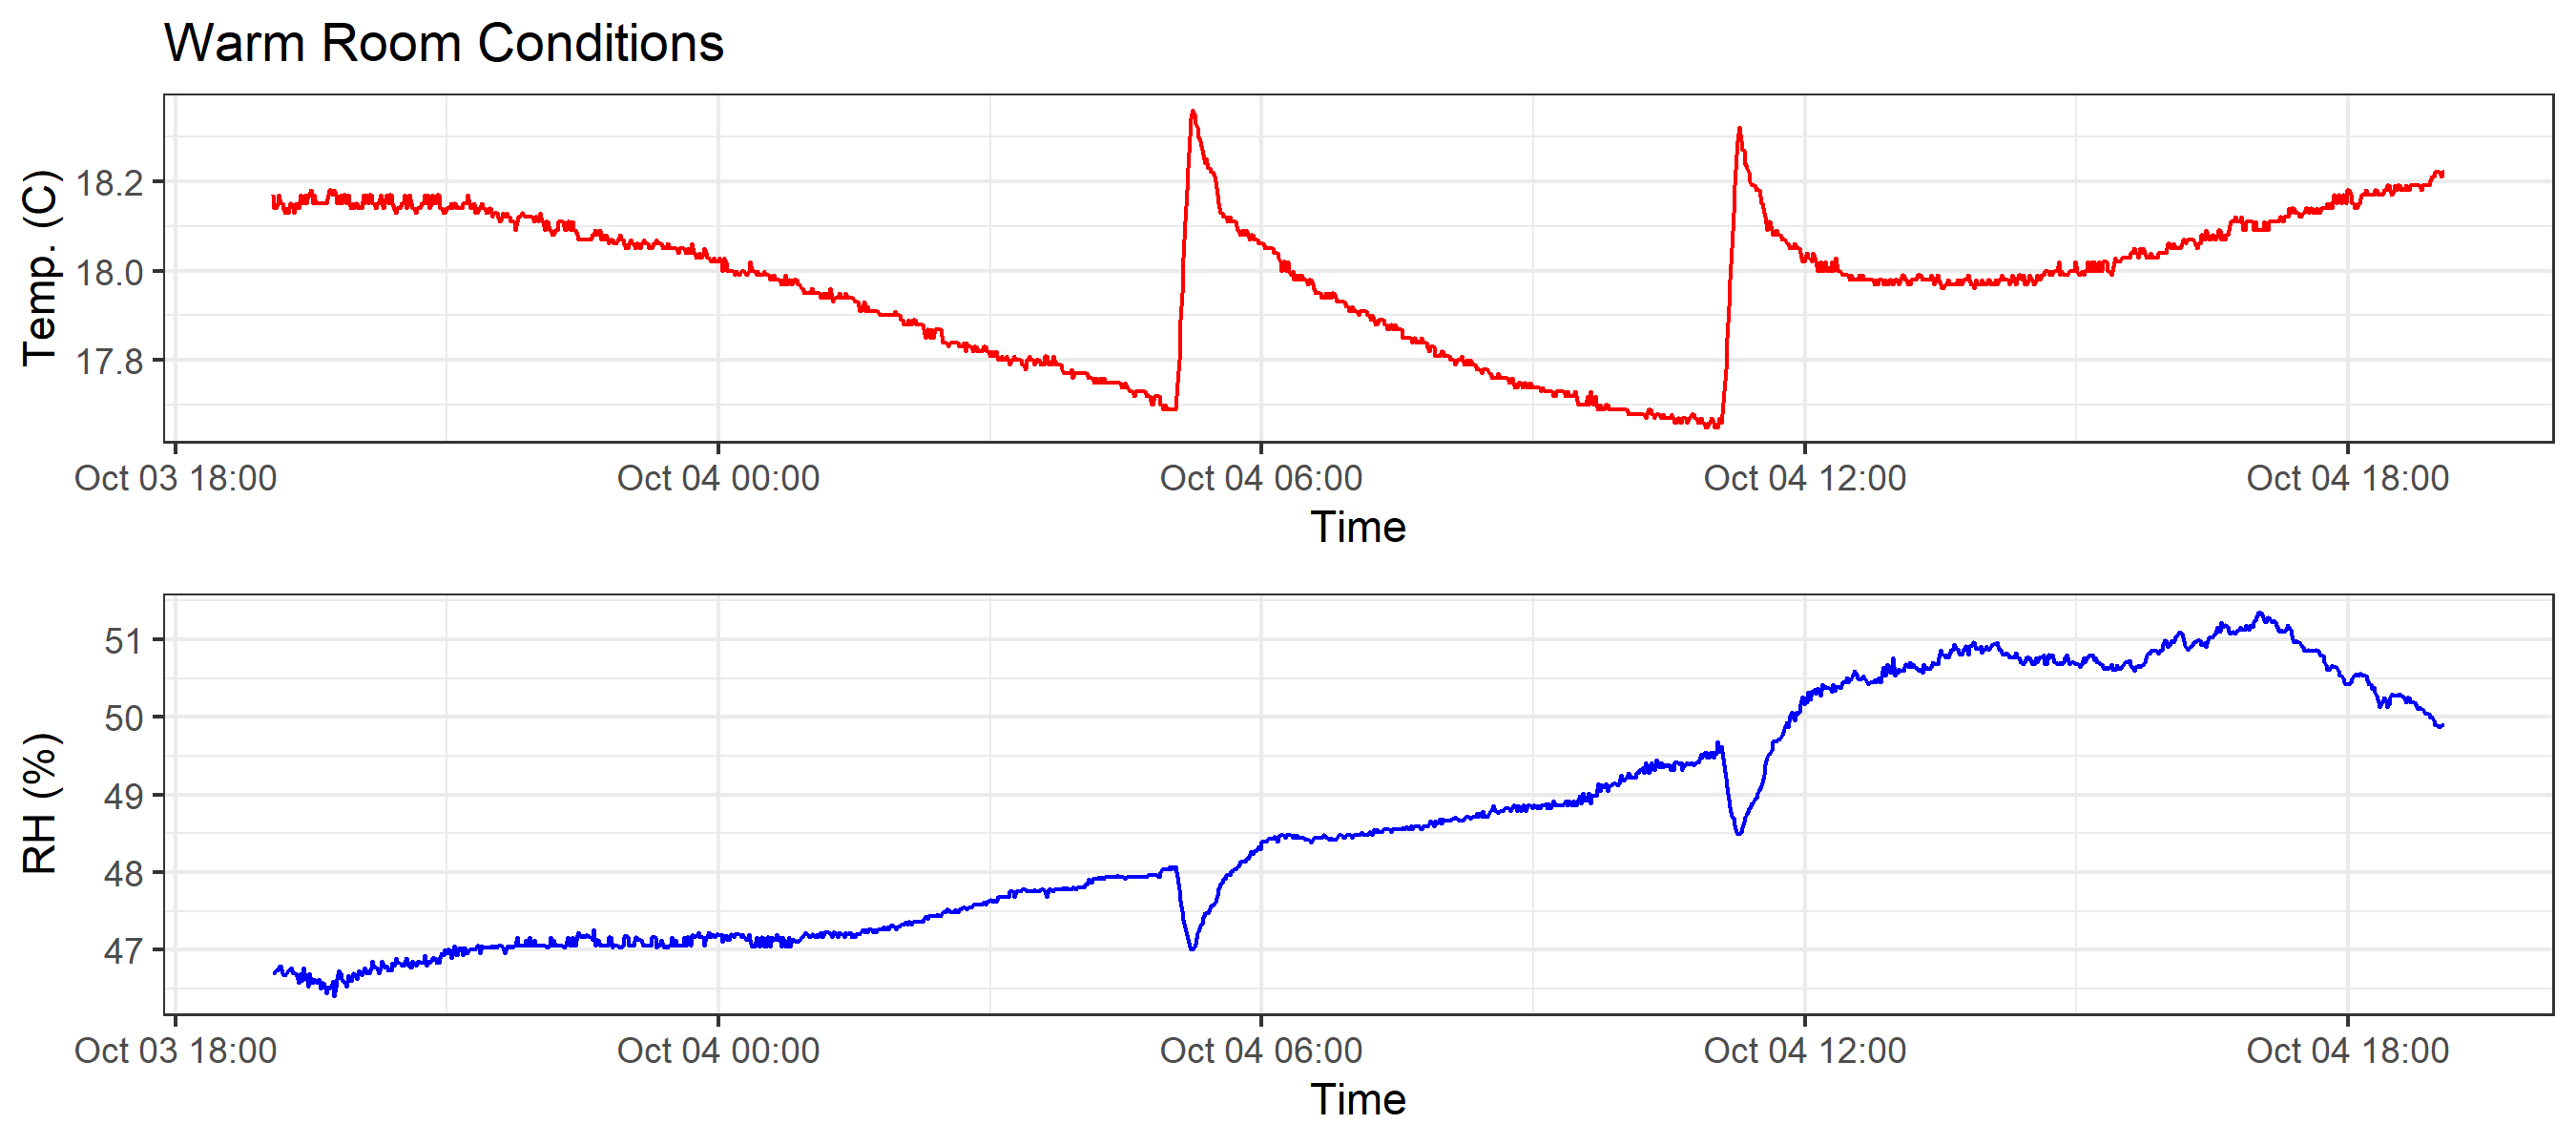 Warm Room Conditions
Temp. (C)
18.2
18.0
17.8
Oct 03 18:00 Oct 04 00:00 Oct 04 06:00 Oct 04 12:00 Oct 04 18:00
Time
RH (%)
51
50
49
48
47
Oct 03 18:00 Oct 04 00:00 Oct 04 06:00 Oct 04 12:00 Oct 04 18:00
Time